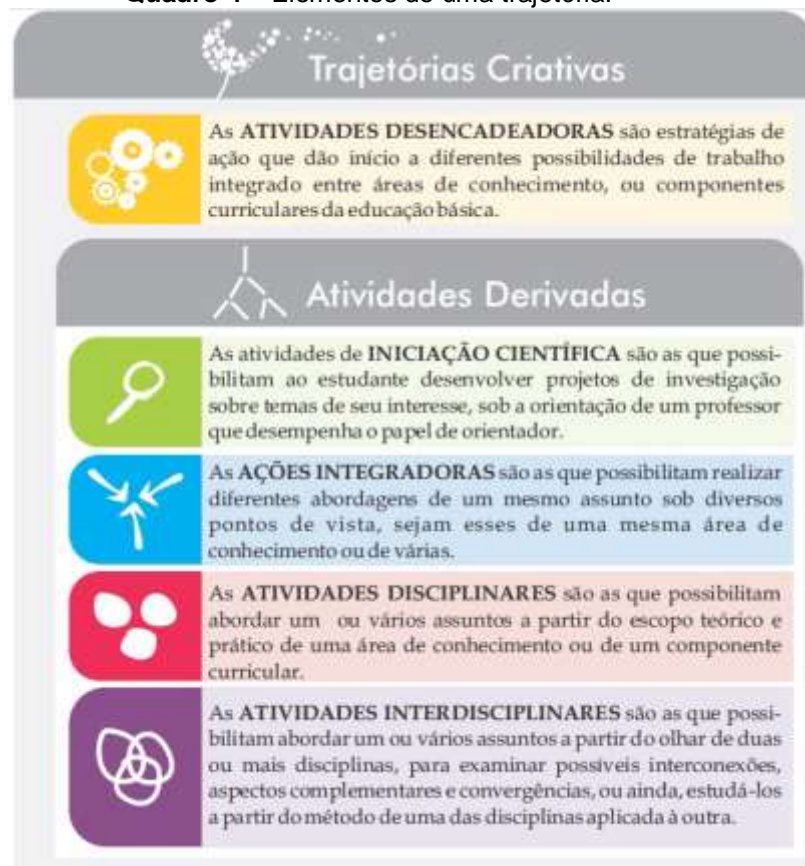 Quadro 4 – Elementos de uma trajetória.
Trajetórias Criativas
As ATIVIDADES DESENCADEADORAS são estratégias de
ação que dão início a diferentes possibilidades de trabalho
integrado entre áreas de conhecimento, ou componentes
curriculares da educação básica.
Atividades Derivadas
As atividades de INICIAÇÃO CIENTÍFICA são as que possi-
bilitam ao estudante desenvolver projetos de investigação
sobre temas de seu interesse, sob a orientação de um professor
que desempenha o papel de orientador.
As AÇÕES INTEGRADORAS são as que possibilitam realizar
diferentes abordagens de um mesmo assunto sob diversos
pontos de vista, sejam esses de uma mesma área de
conhecimento ou de várias.
As ATIVIDADES DISCIPLINARES são as que possibilitam
abordar um ou vários assuntos a partir do escopo teórico e
prático de uma área de conhecimento ou de um componente
curricular.
As ATIVIDADES INTERDISCIPLINARES são as que possi-
bilitam abordar um ou vários assuntos a partir do olhar de duas
ou mais disciplinas, para examinar possíveis interconexões,
aspectos complementares e convergências, ou ainda, estudá-los
a partir do método de uma das disciplinas aplicada à outra.